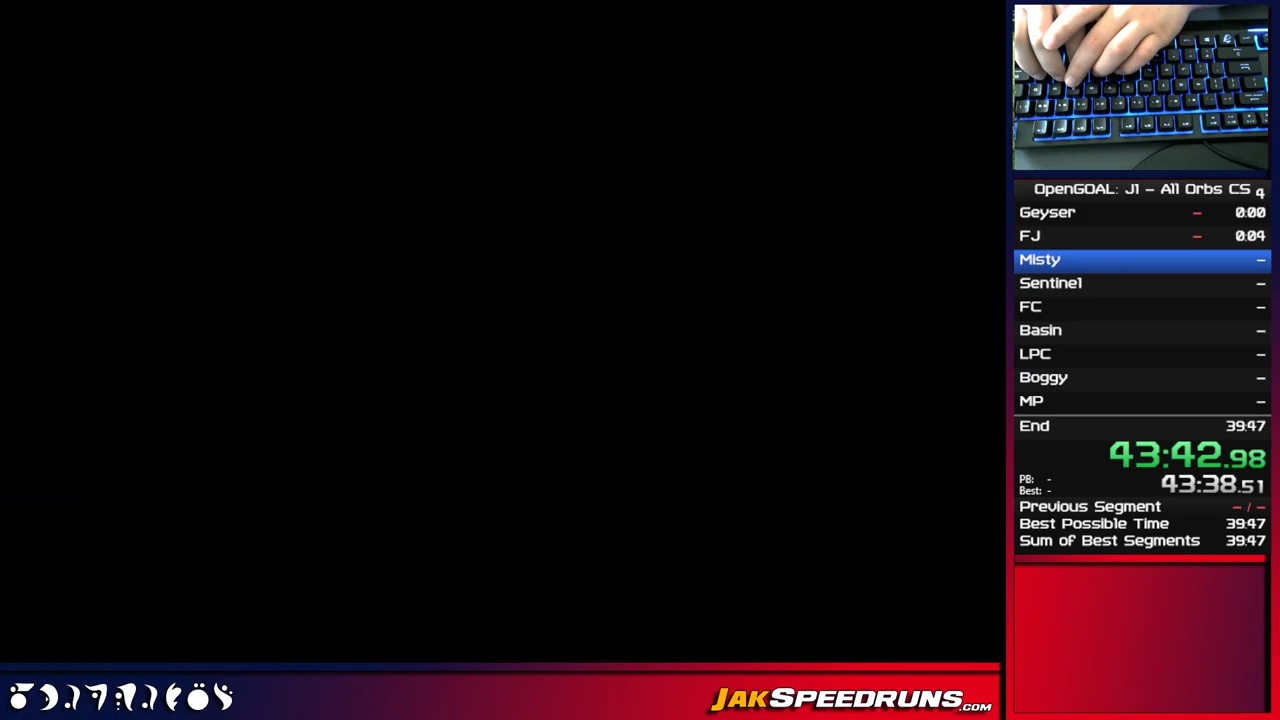 OpenGOAL: J1 – All Orbs CS 4
Geyser – 0:00
FJ – 0:04
Misty –
Sentinel –
FC –
Basin –
LPC –
Boggy –
MP –
End 39:47
43:42.98
PB: -
Best: -
43:38.51
Previous Segment – / –
Best Possible Time 39:47
Sum of Best Segments 39:47
JAKSPEEDRUNS.COM